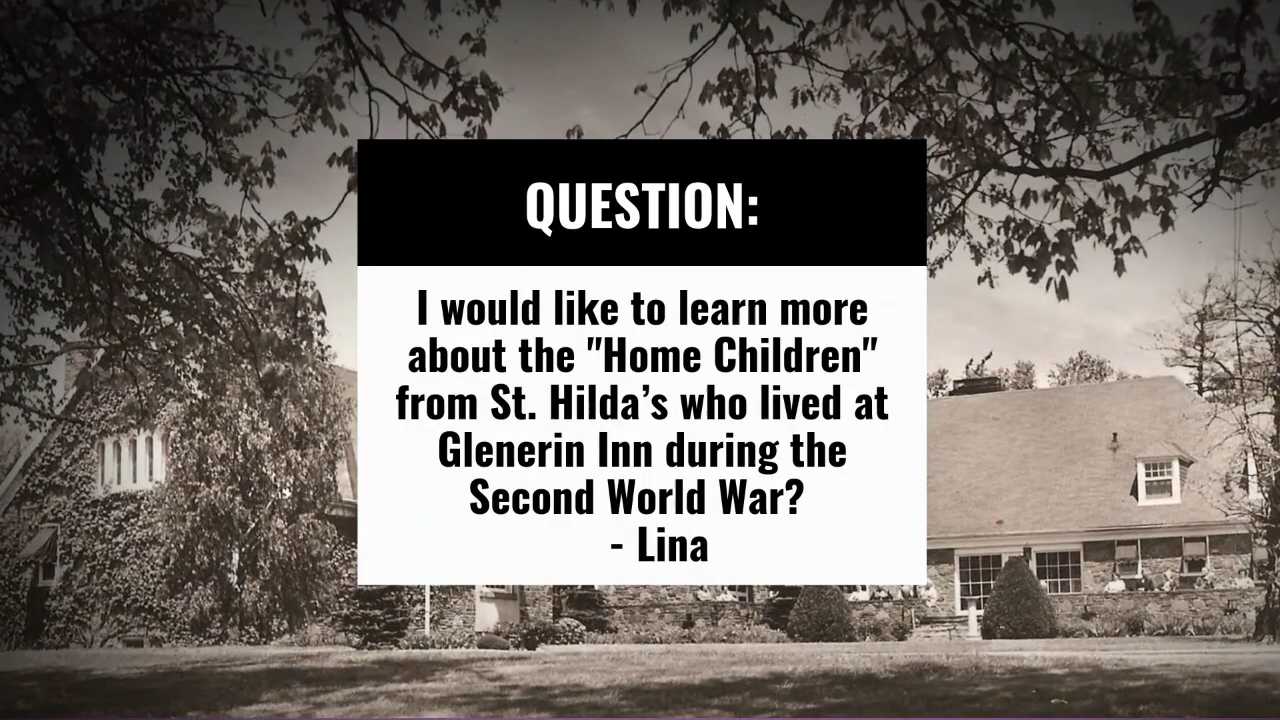 QUESTION:
I would like to learn more
about the "Home Children"
from St. Hilda’s who lived at
Glenerin Inn during the
Second World War?
- Lina